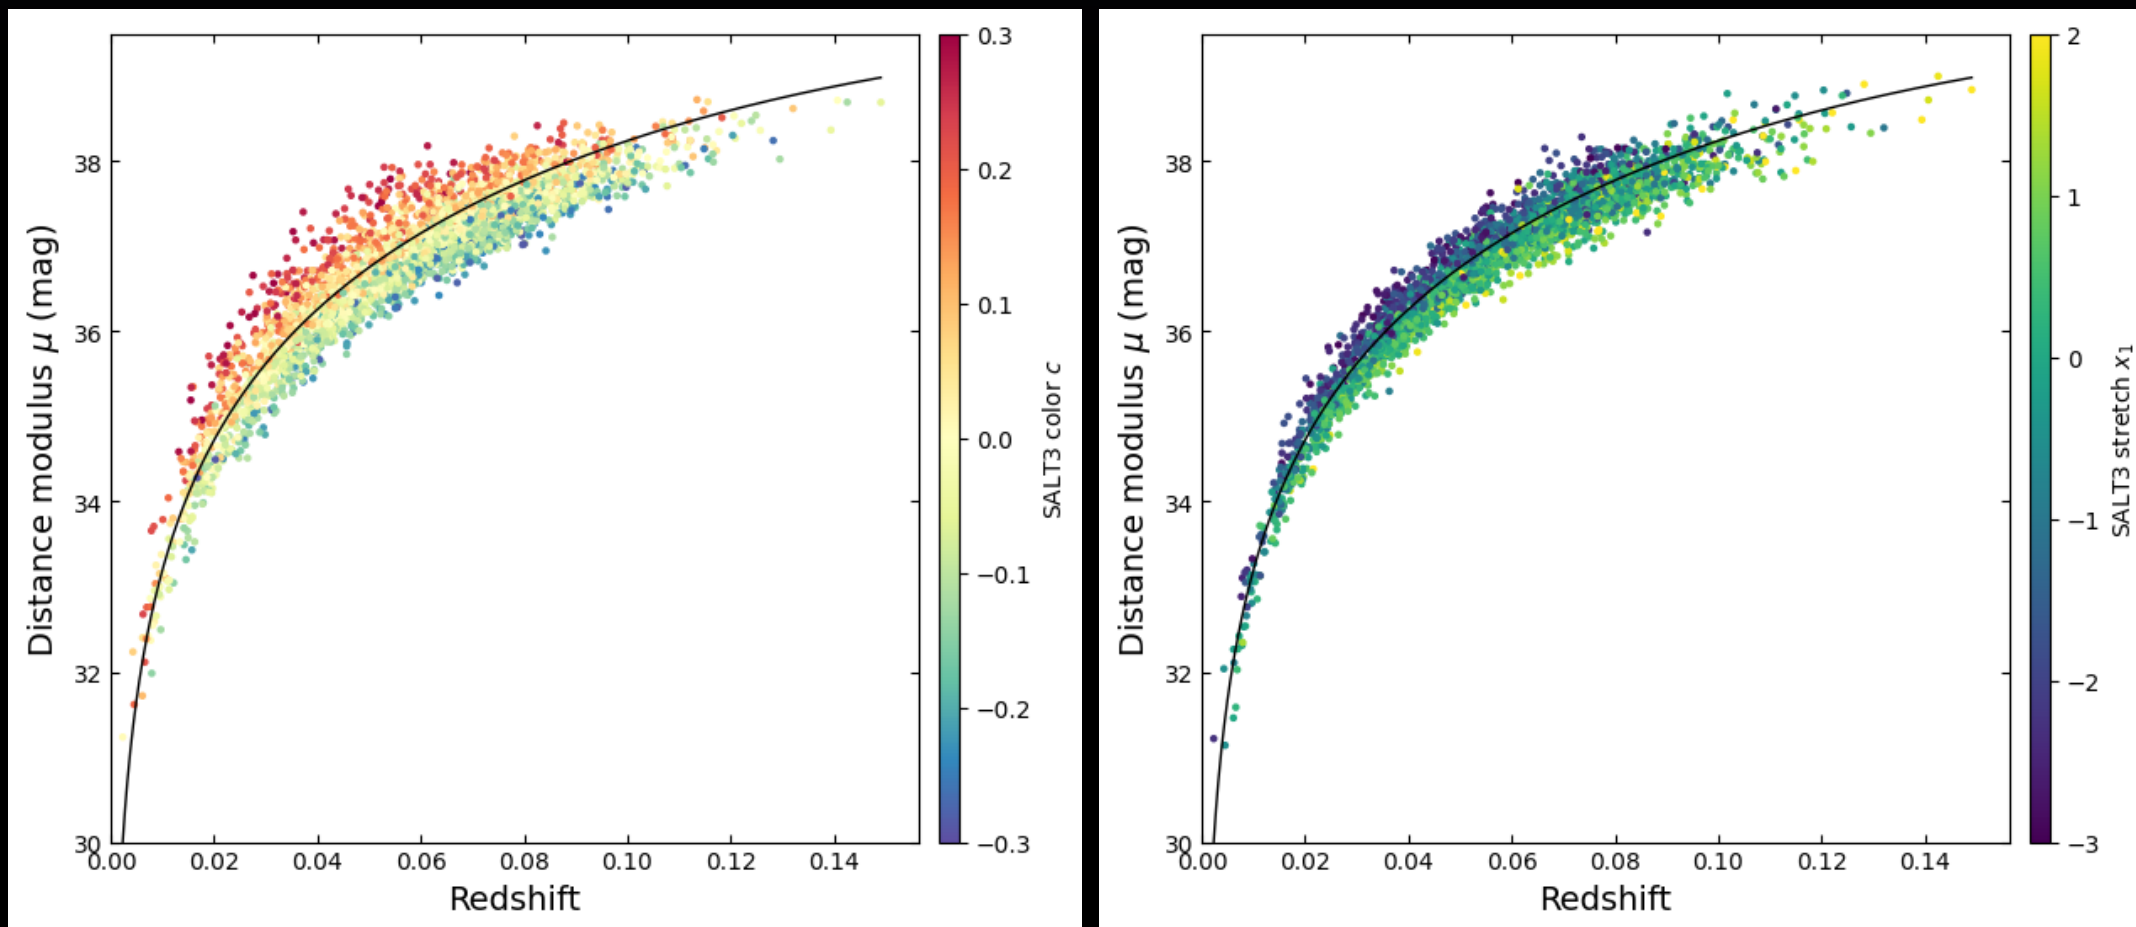 38
36
34
32
30
0.00 0.02 0.04 0.06 0.08 0.10 0.12 0.14
Redshift
Distance modulus μ (mag)
0.3
0.2
0.1
0.0
−0.1
−0.2
−0.3
SALT3 color c
38
36
34
32
30
0.00 0.02 0.04 0.06 0.08 0.10 0.12 0.14
Redshift
Distance modulus μ (mag)
2
1
0
−1
−2
−3
SALT3 stretch x₁